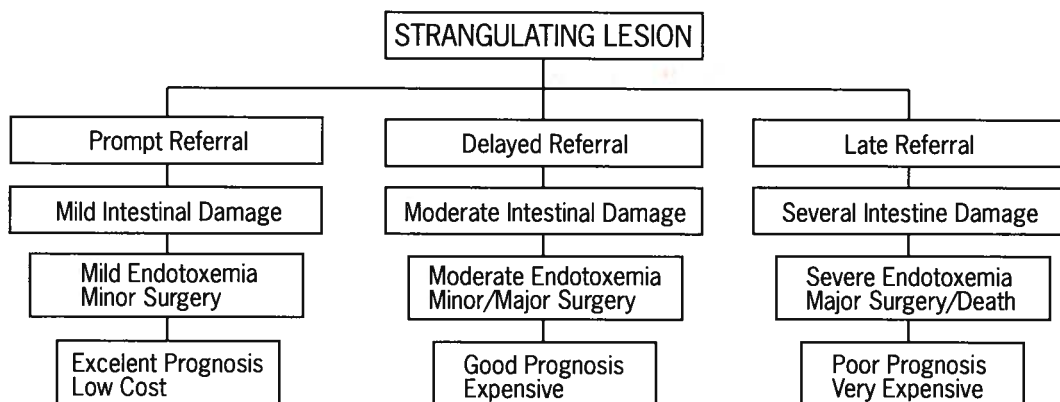 STRANGULATING LESION
Prompt Referral
Delayed Referral
Late Referral
Mild Intestinal Damage
Moderate Intestinal Damage
Several Intestine Damage
Mild Endotoxemia
Minor Surgery
Moderate Endotoxemia
Minor/Major Surgery
Severe Endotoxemia
Major Surgery/Death
Excelent Prognosis
Low Cost
Good Prognosis
Expensive
Poor Prognosis
Very Expensive